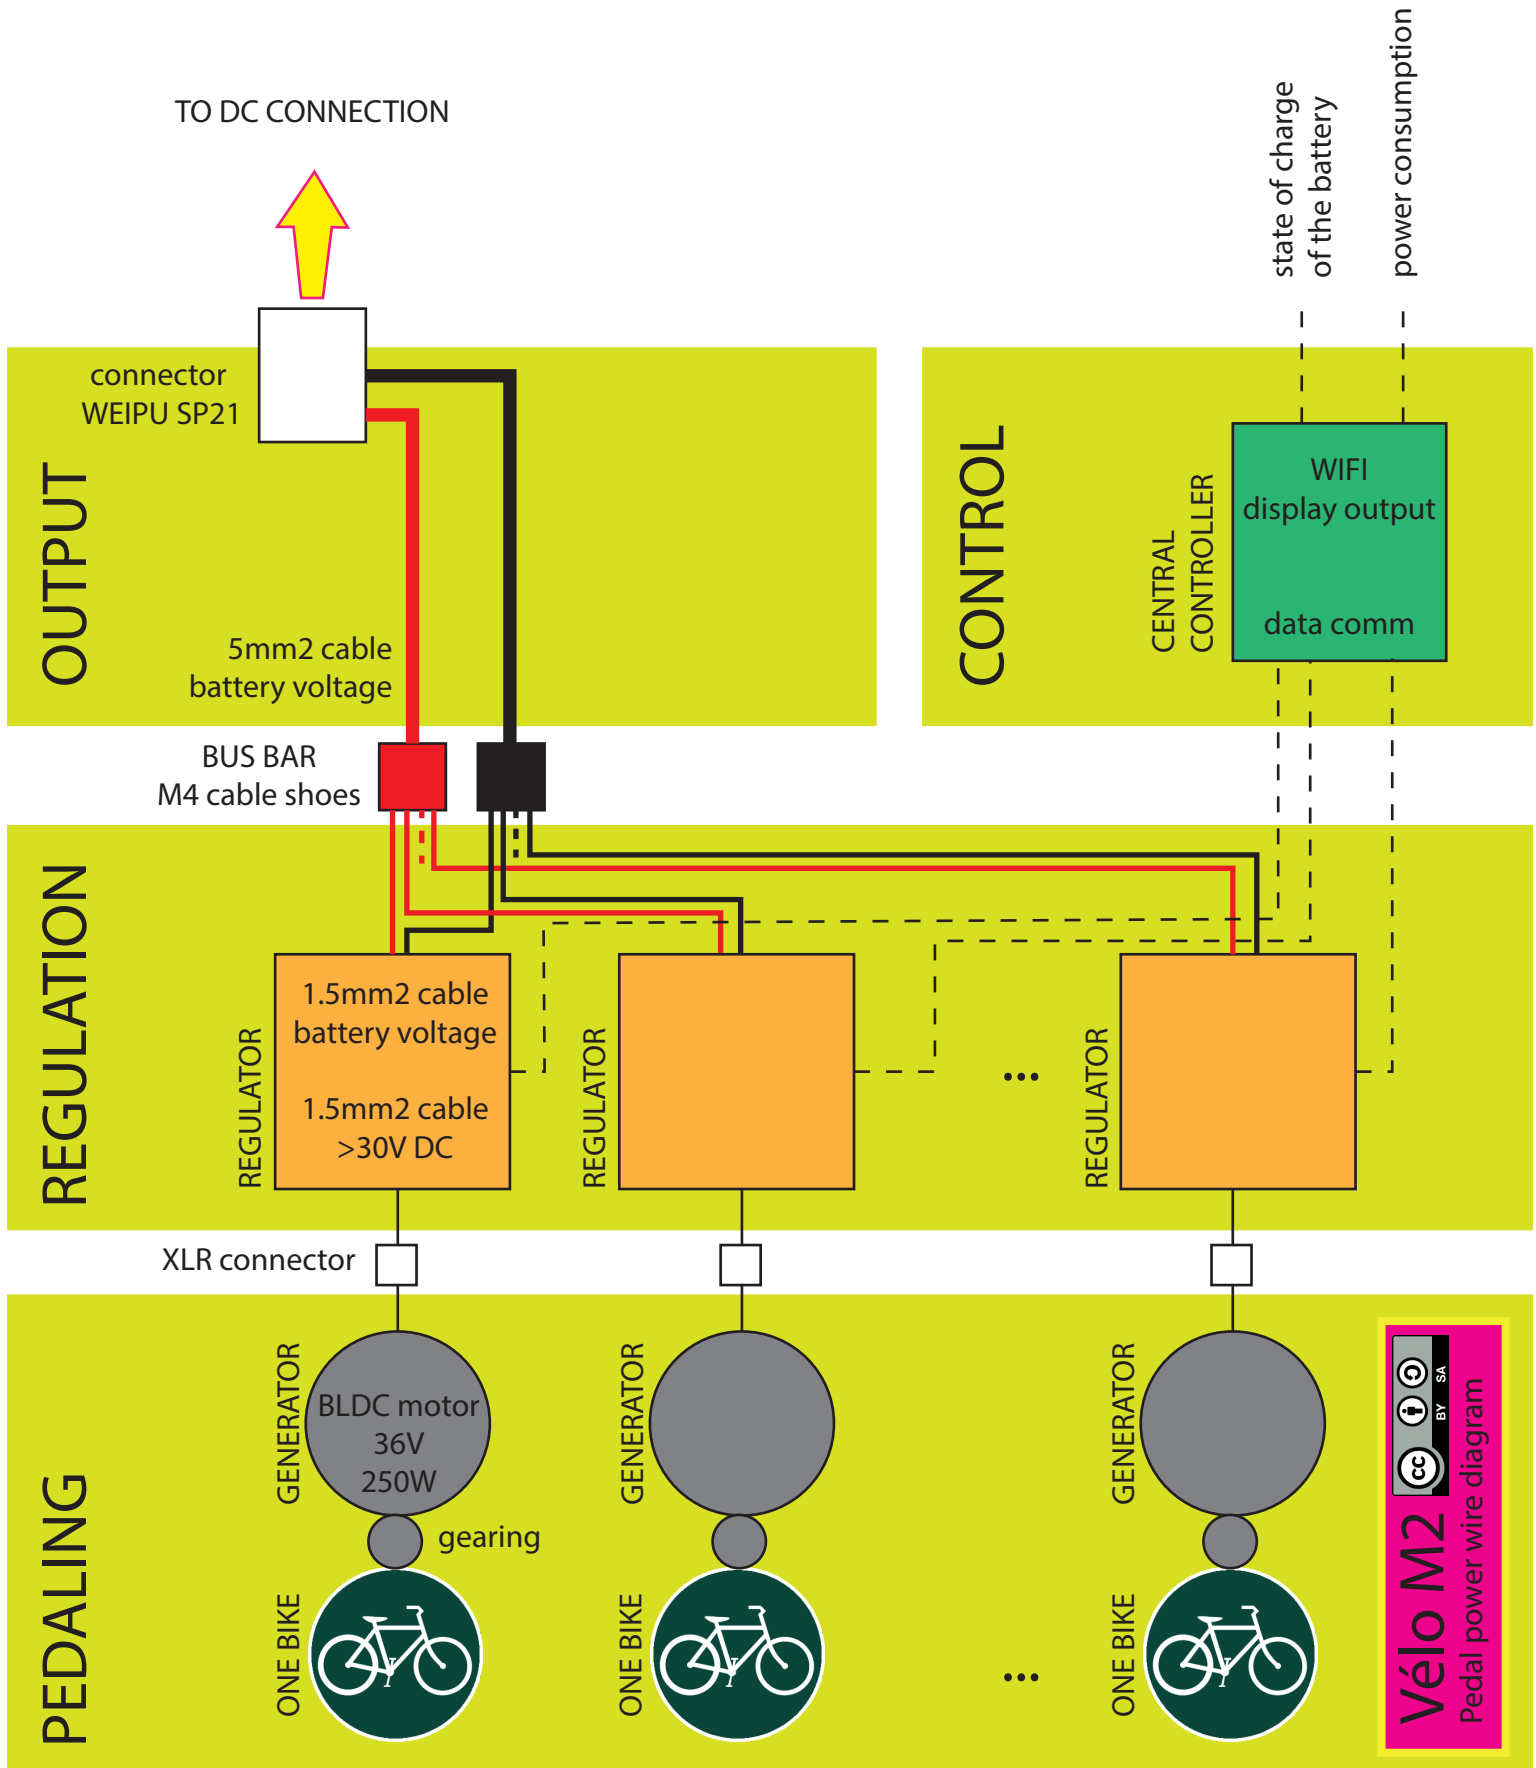 TO DC CONNECTION
state of charge
of the battery
power consumption
OUTPUT
connector
WEIPU SP21
5mm2 cable
battery voltage
CONTROL
CENTRAL
CONTROLLER
WIFI
display output
data comm
BUS BAR
M4 cable shoes
REGULATION
REGULATOR
1.5mm2 cable
battery voltage
1.5mm2 cable
>30V DC
REGULATOR
...
REGULATOR
XLR connector
PEDALING
GENERATOR
BLDC motor
36V
250W
gearing
ONE BIKE
GENERATOR
ONE BIKE
...
GENERATOR
ONE BIKE
Vélo M2
Pedal power wire diagram
cc
BY SA